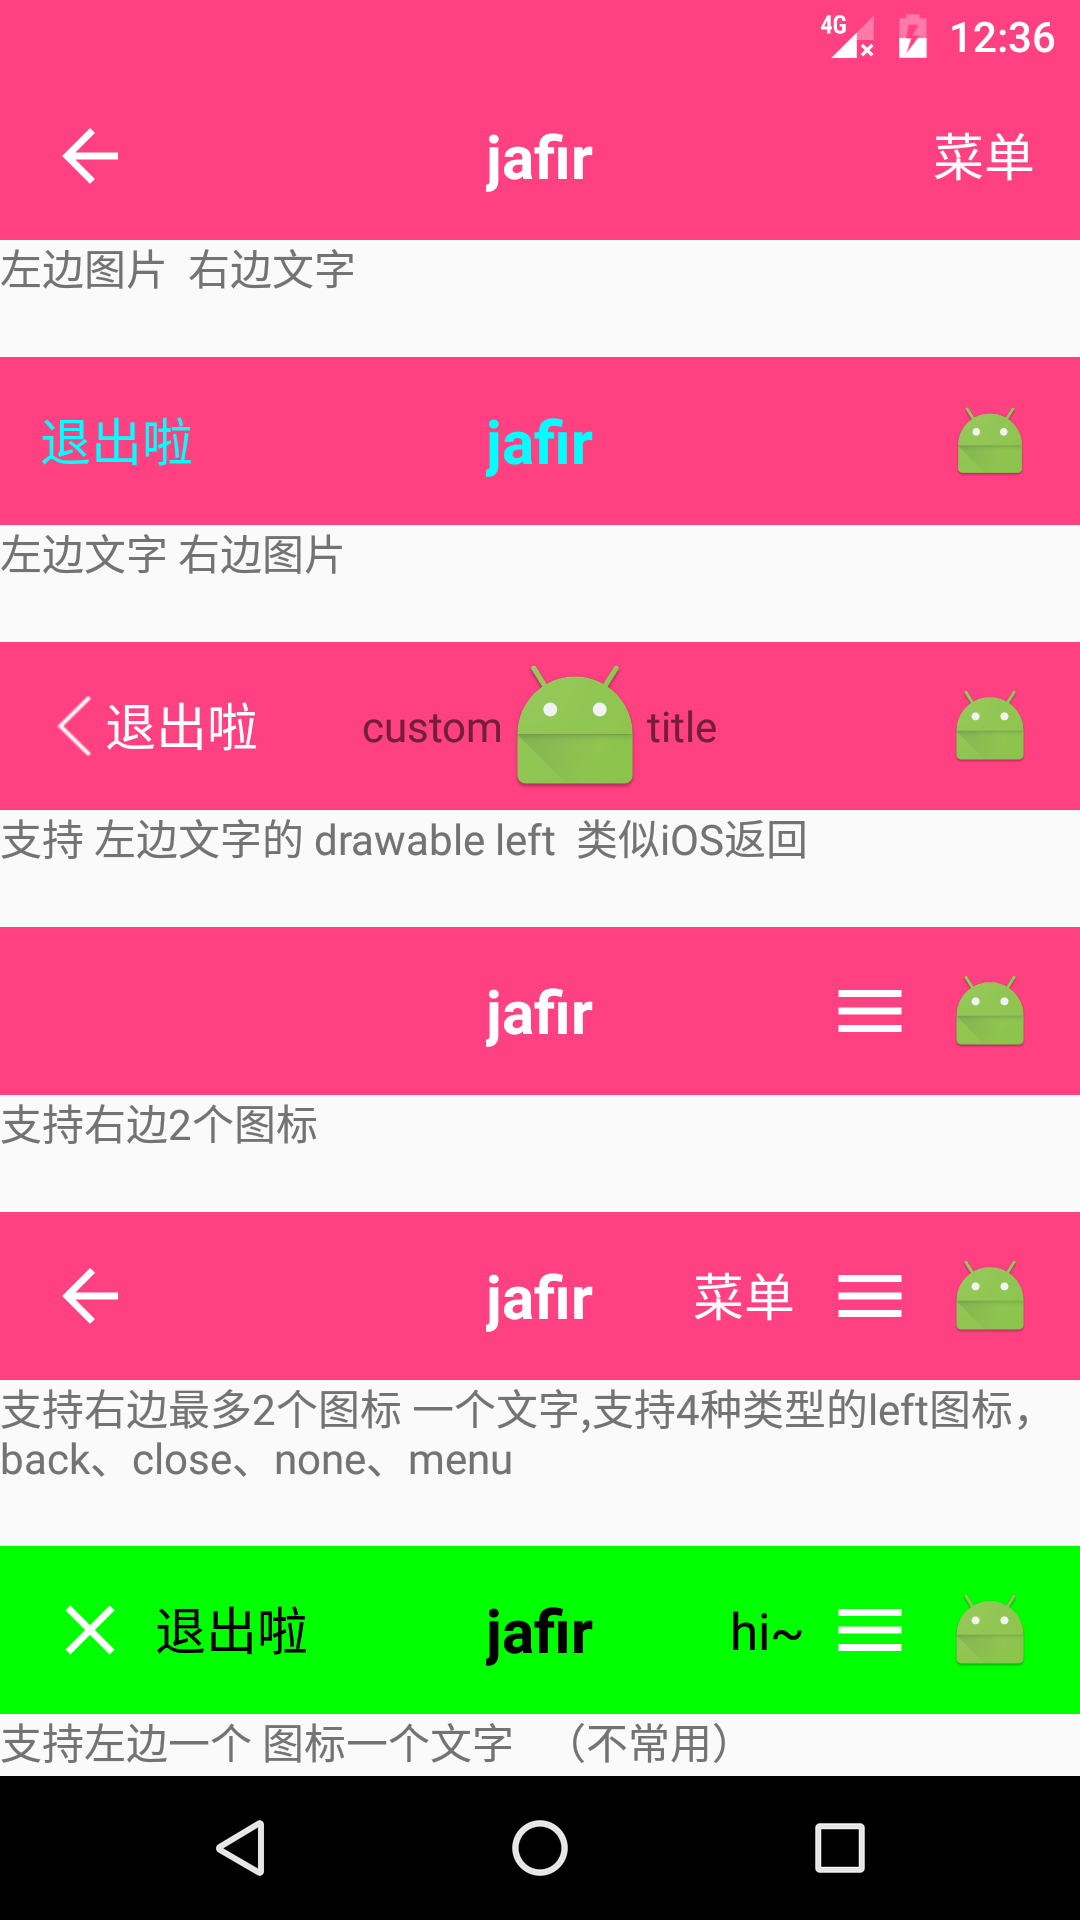 4G 12:36
jafir 菜单
左边图片 右边文字
退出啦 jafir
左边文字 右边图片
退出啦 custom title
支持 左边文字的 drawable left 类似iOS返回
jafir
支持右边2个图标
jafir 菜单
支持右边最多2个图标 一个文字,支持4种类型的left图标，
back、close、none、menu
退出啦 jafir hi~
支持左边一个 图标一个文字 （不常用）